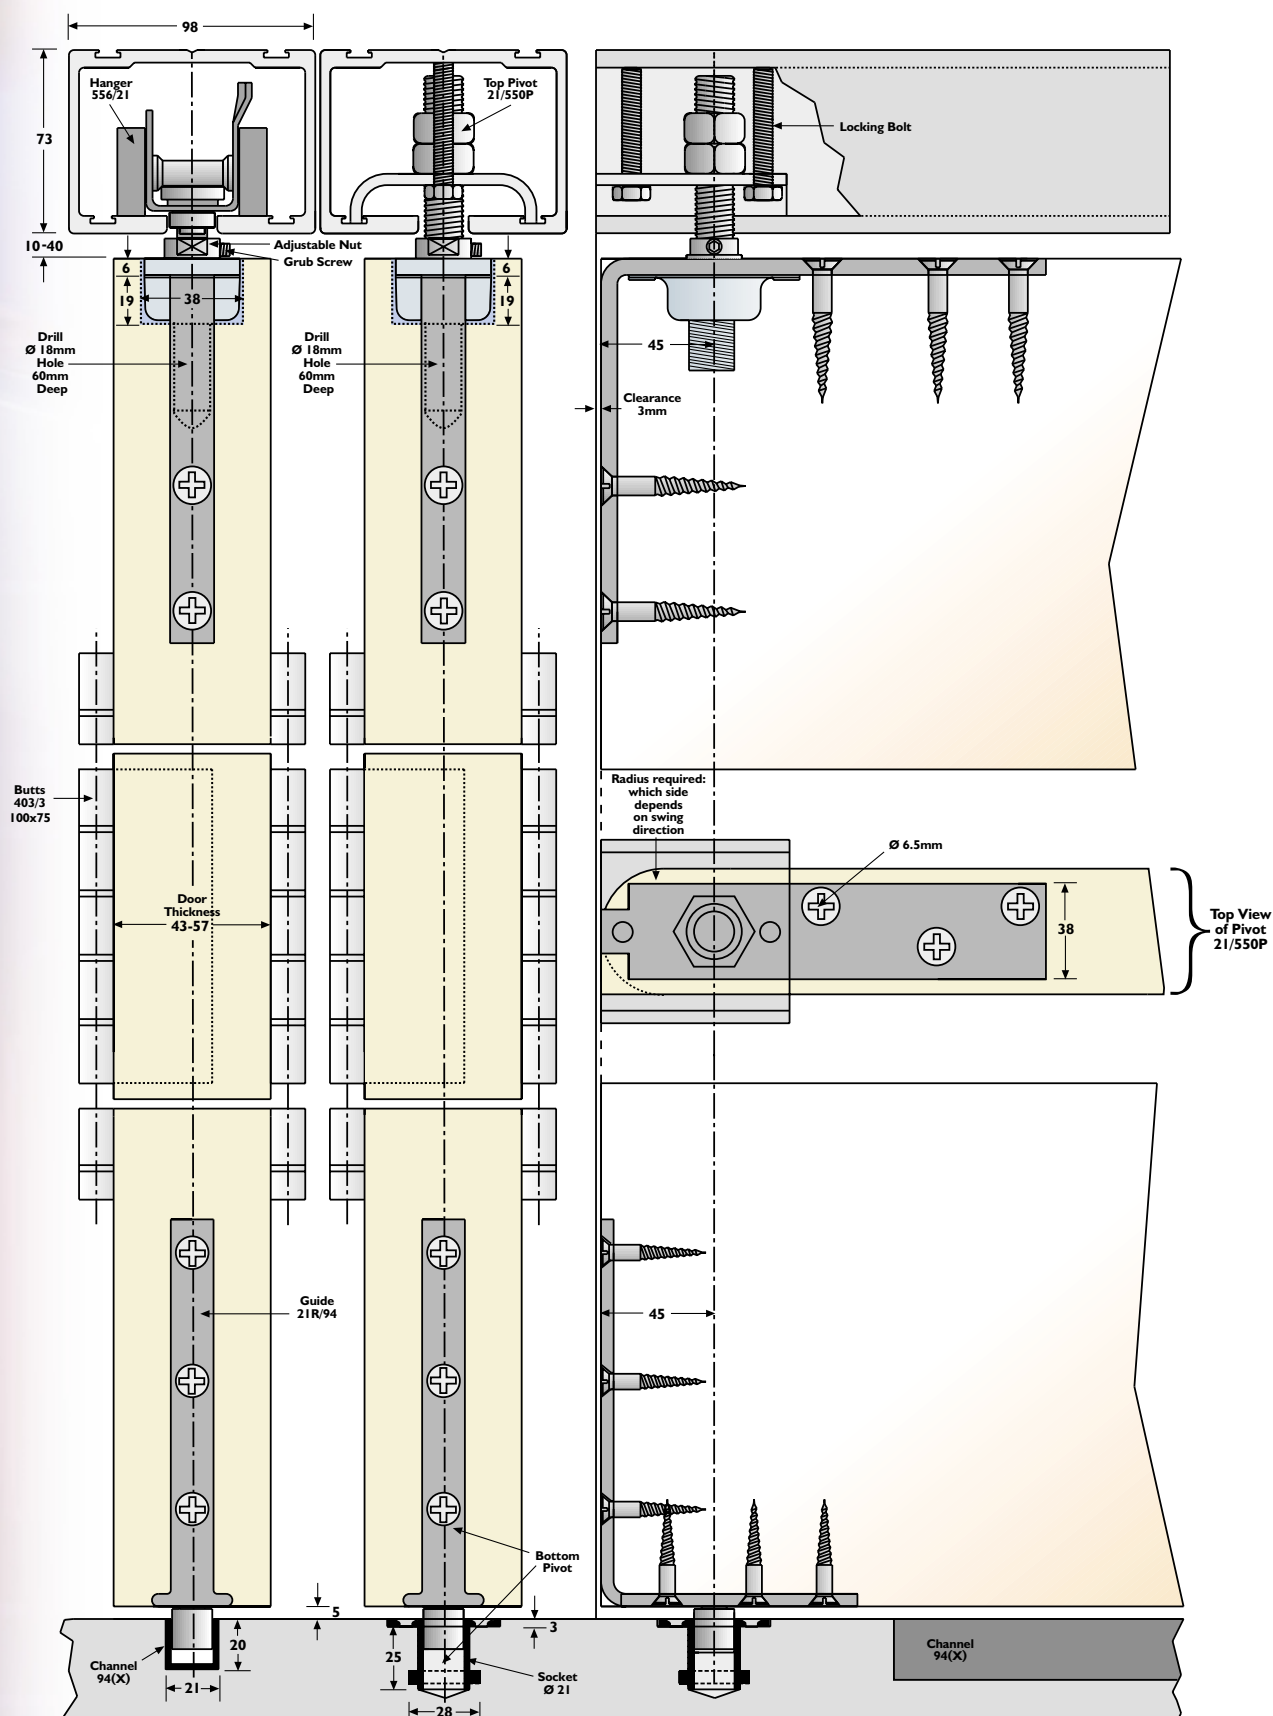 98
73
10-40
Hanger
556/21
Top Pivot
21/550P
Locking Bolt
Adjustable Nut
Grub Screw
6
19
38
6
19
Drill
Ø 18mm
Hole
60mm
Deep
Drill
Ø 18mm
Hole
60mm
Deep
45
Clearance
3mm
Butts
403/3
100x75
Door
Thickness
43-57
Radius required:
which side
depends
on swing
direction
Ø 6.5mm
38
Top View
of Pivot
21/550P
Guide
21R/94
45
Bottom
Pivot
5
3
20
25
Channel
94(X)
21
Socket
Ø 21
28
Channel
94(X)